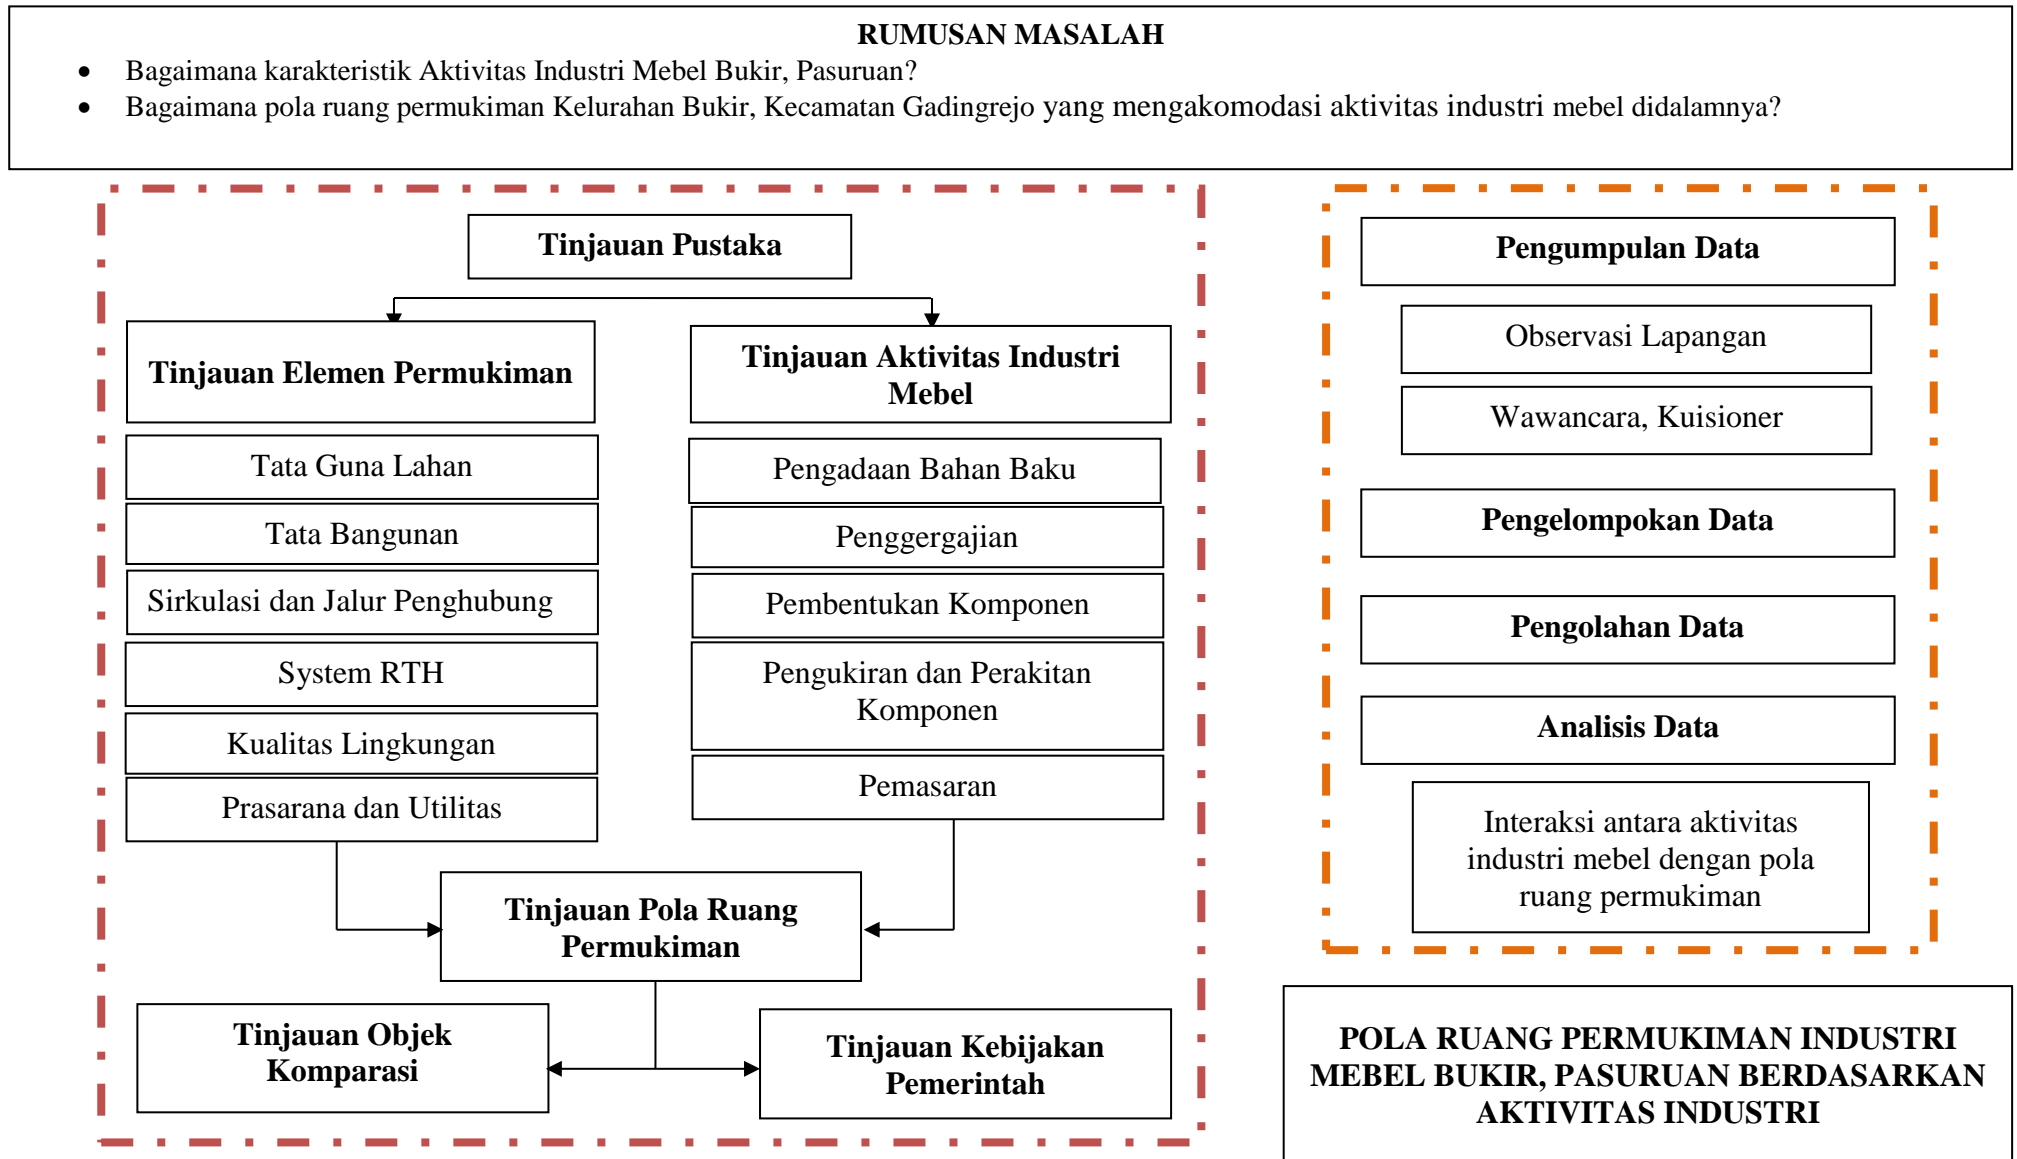 RUMUSAN MASALAH
• Bagaimana karakteristik Aktivitas Industri Mebel Bukir, Pasuruan?
• Bagaimana pola ruang permukiman Kelurahan Bukir, Kecamatan Gadingrejo yang mengakomodasi aktivitas industri mebel didalamnya?
Tinjauan Pustaka
Tinjauan Elemen Permukiman
Tata Guna Lahan
Tata Bangunan
Sirkulasi dan Jalur Penghubung
System RTH
Kualitas Lingkungan
Prasarana dan Utilitas
Tinjauan Aktivitas Industri
Mebel
Pengadaan Bahan Baku
Penggergajian
Pembentukan Komponen
Pengukiran dan Perakitan
Komponen
Pemasaran
Tinjauan Pola Ruang
Permukiman
Tinjauan Objek
Komparasi
Tinjauan Kebijakan
Pemerintah
Pengumpulan Data
Observasi Lapangan
Wawancara, Kuisioner
Pengelompokan Data
Pengolahan Data
Analisis Data
Interaksi antara aktivitas
industri mebel dengan pola
ruang permukiman
POLA RUANG PERMUKIMAN INDUSTRI
MEBEL BUKIR, PASURUAN BERDASARKAN
AKTIVITAS INDUSTRI